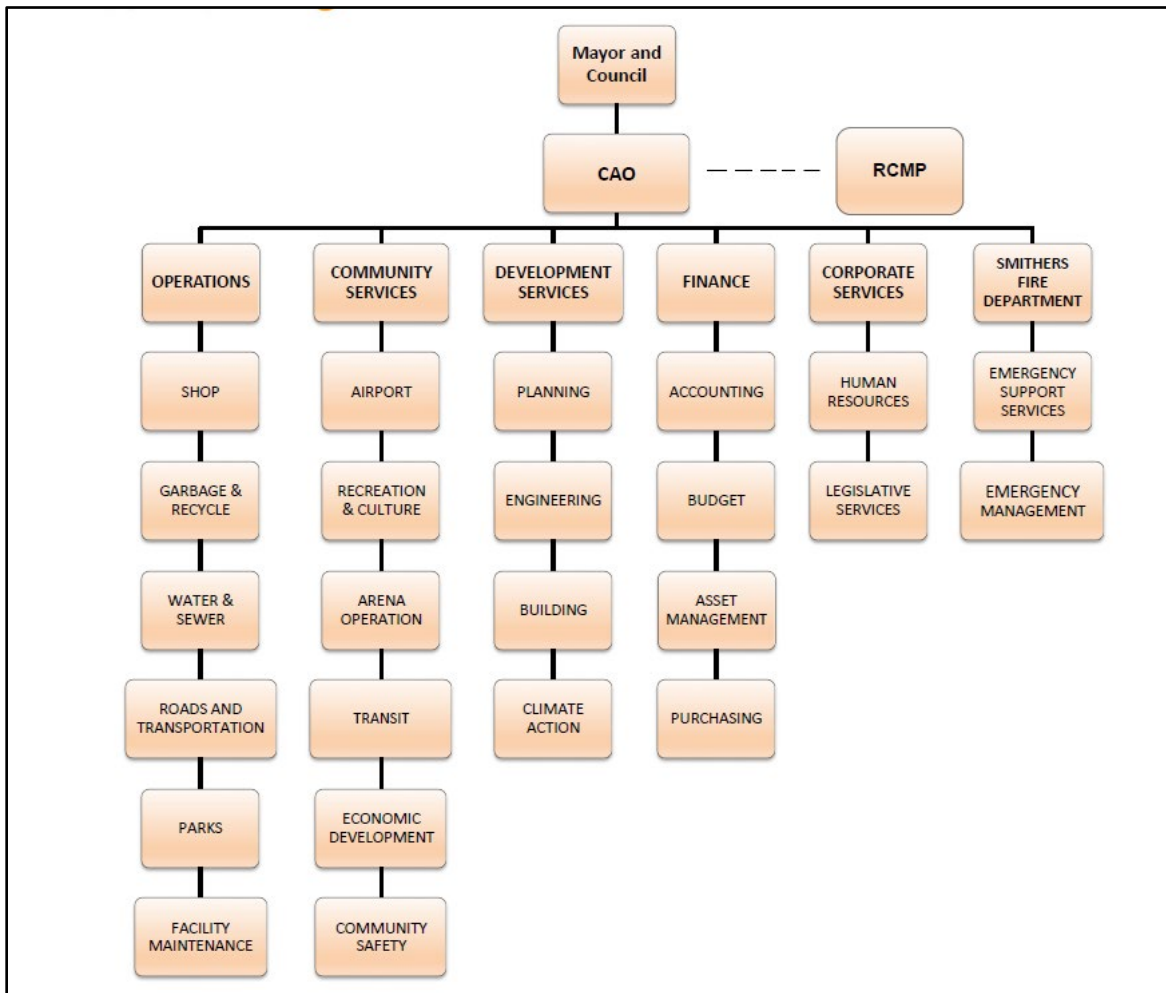 Mayor and
Council
CAO
RCMP
OPERATIONS
COMMUNITY
SERVICES
DEVELOPMENT
SERVICES
FINANCE
CORPORATE
SERVICES
SMITHERS
FIRE
DEPARTMENT
SHOP
AIRPORT
PLANNING
ACCOUNTING
HUMAN
RESOURCES
EMERGENCY
SUPPORT
SERVICES
GARBAGE &
RECYCLE
RECREATION
& CULTURE
ENGINEERING
BUDGET
LEGISLATIVE
SERVICES
EMERGENCY
MANAGEMENT
WATER &
SEWER
ARENA
OPERATION
BUILDING
ASSET
MANAGEMENT
ROADS AND
TRANSPORTATION
TRANSIT
CLIMATE
ACTION
PURCHASING
PARKS
ECONOMIC
DEVELOPMENT
FACILITY
MAINTENANCE
COMMUNITY
SAFETY